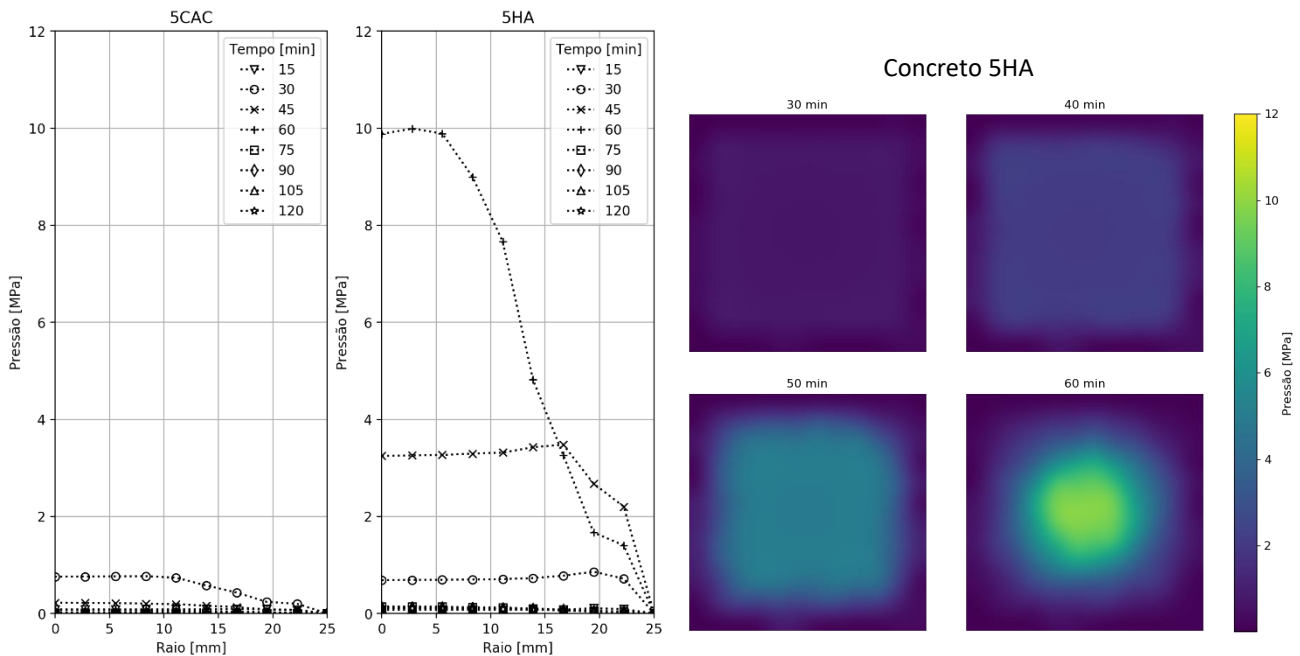 5CAC
12
10
8
6
4
2
0
Pressão [MPa]
0 5 10 15 20 25
Raio [mm]
Tempo [min]
15
30
45
60
75
90
105
120
5HA
12
10
8
6
4
2
0
Pressão [MPa]
0 5 10 15 20 25
Raio [mm]
Tempo [min]
15
30
45
60
75
90
105
120
Concreto 5HA
30 min
40 min
50 min
60 min
12
10
8
6
4
2
Pressão [MPa]